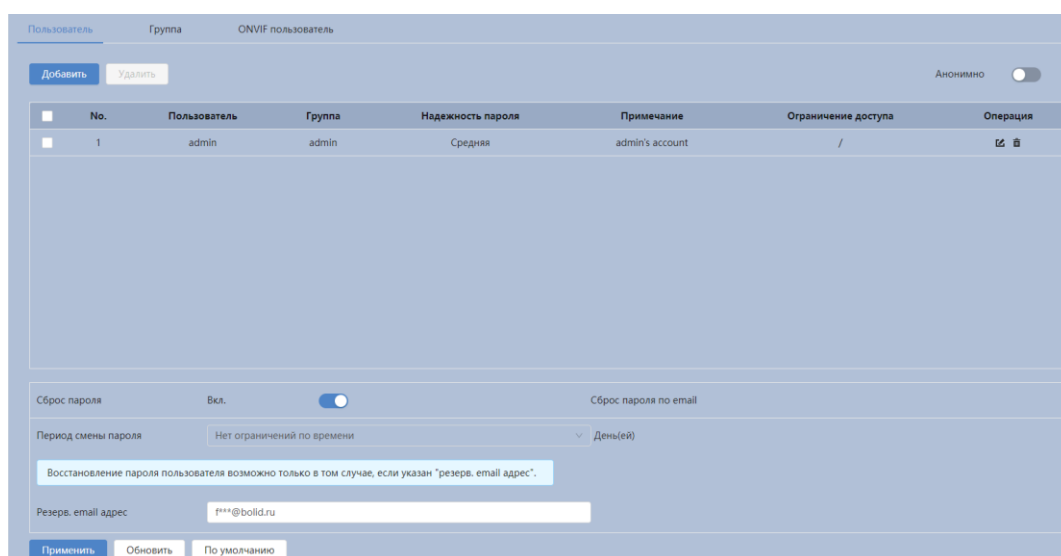 Пользователь Группа ONVIF пользователь
Добавить Удалить Анонимно
No. Пользователь Группа Надежность пароля Примечание Ограничение доступа Операция
1 admin admin Средняя admin's account /
Сброс пароля Вкл. Сброс пароля по email
Период смены пароля Нет ограничений по времени День(ей)
Восстановление пароля пользователя возможно только в том случае, если указан "резерв. email адрес".
Резерв. email адрес f***@bolid.ru
Применить Обновить По умолчанию